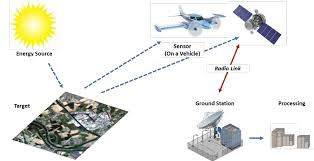 Energy Source
Sensor
(On a Vehicle)
Radio Link
Target
Ground Station
Processing